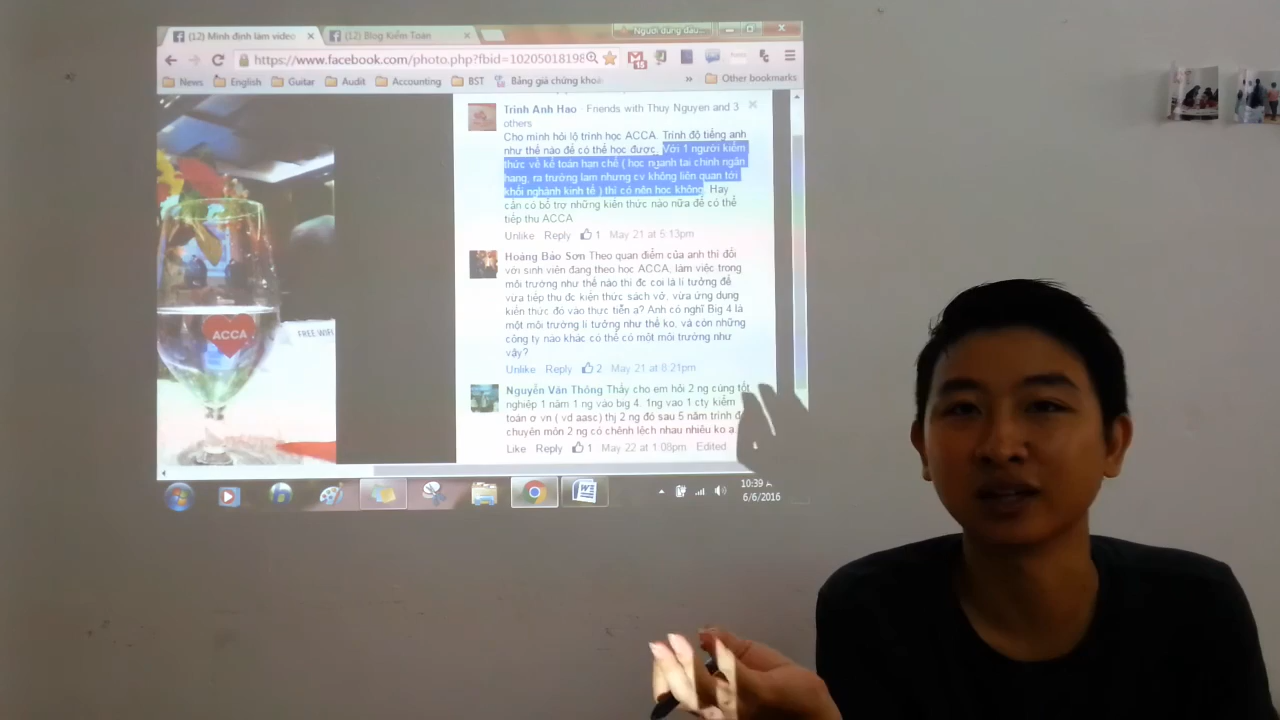 (12) Mình định làm video
(12) Blog Kiểm Toán
Người dùng đầu...
https://www.facebook.com/photo.php?fbid=10205018198
15
News
English
Guitar
Audit
Accounting
BST
Bảng giá chứng khoá
»
Other bookmarks
Trinh Anh Hao · Friends with Thuy Nguyen and 3
others
Cho mình hỏi lộ trình học ACCA. Trình độ tiếng anh
như thế nào để có thể học được. Với 1 người kiến
thức về kế toán hạn chế ( học ngành tài chính ngân
hàng, ra trường làm nhưng cv không liên quan tới
khối nghành kinh tế ) thì có nên học không. Hay
cần có bổ trợ những kiến thức nào nữa để có thể
tiếp thu ACCA
Unlike Reply 1 May 21 at 5:13pm
Hoàng Bảo Sơn Theo quan điểm của anh thì đối
với sinh viên đang theo học ACCA, làm việc trong
môi trường như thế nào thì đc coi là lí tưởng để
vừa tiếp thu đc kiến thức sách vở, vừa ứng dụng
kiến thức đó vào thực tiễn ạ? Anh có nghĩ Big 4 là
một môi trường lí tưởng như thế ko, và còn những
công ty nào khác có thể có một môi trường như
vậy?
Unlike Reply 2 May 21 at 8:21pm
Nguyễn Văn Thông Thầy cho em hỏi 2 ng cùng tốt
nghiệp 1 năm 1 ng vào big 4. 1ng vào 1 cty kiểm
toán ở vn ( vd aasc) thị 2 ng đó sau 5 năm trình đ
chuyên môn 2 ng có chênh lệch nhau nhiều ko ạ
Like Reply 1 May 22 at 1:08pm Edited
ACCA
FREE WIFI
10:39 A
6/6/2016